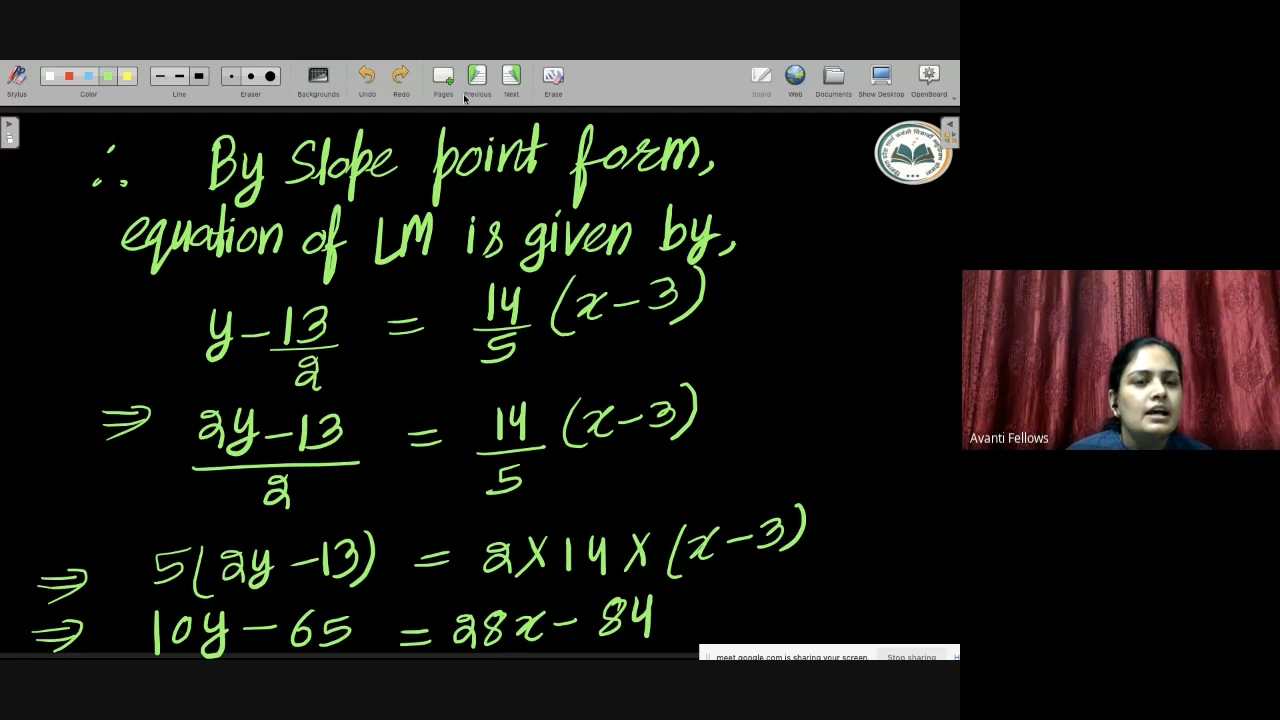 Stylus Color Line Eraser Backgrounds Undo Redo Pages Previous Next Erase Board Web Documents Show Desktop OpenBoard
∴ By Slope point form,
equation of LM is given by,
y - 13/2 = 14/5 (x - 3)
⇒ (2y - 13)/2 = 14/5 (x - 3)
⇒ 5(2y - 13) = 2 × 14 × (x - 3)
⇒ 10y - 65 = 28x - 84
Avanti Fellows
meet.google.com is sharing your screen. Stop sharing